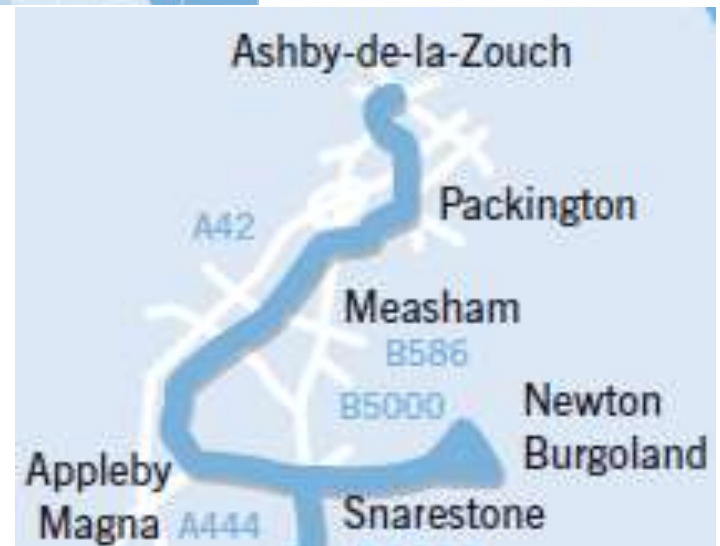 Ashby-de-la-Zouch
Packington
A42
Measham
B586
B5000
Newton
Burgoland
Appleby
Magna
A444
Snarestone